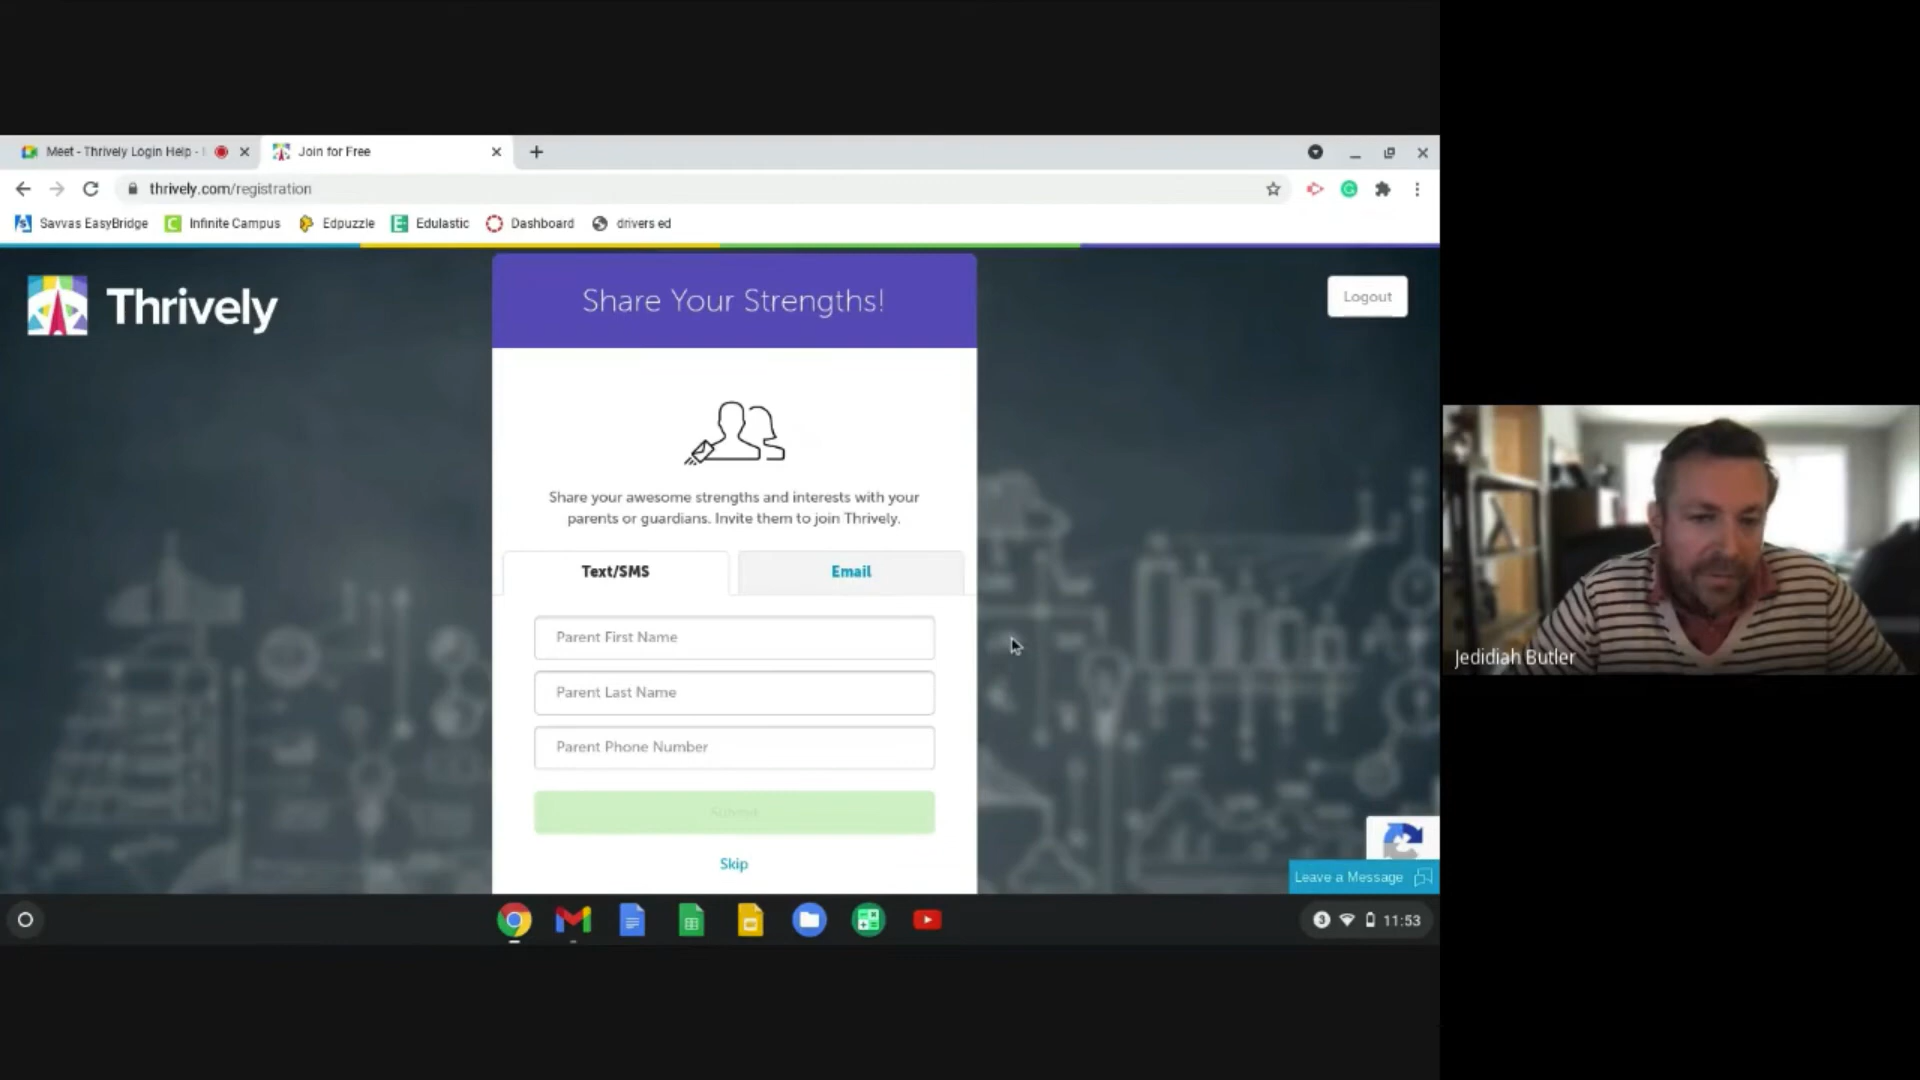 Meet - Thrively Login Help -
Join for Free
thrively.com/registration
Savvas EasyBridge
Infinite Campus
Edpuzzle
Edulastic
Dashboard
drivers ed
Thrively
Share Your Strengths!
Logout
Share your awesome strengths and interests with your
parents or guardians. Invite them to join Thrively.
Text/SMS
Email
Parent First Name
Parent Last Name
Parent Phone Number
Submit
Skip
Leave a Message
3
11:53
Jedidiah Butler